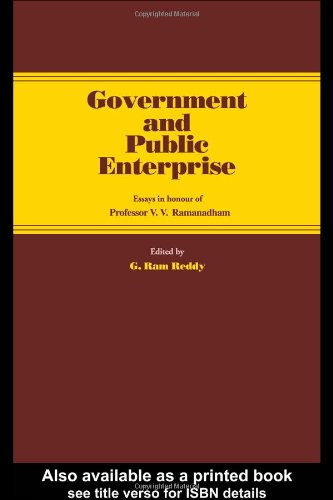 Government
and
Public
Enterprise
Essays in honour of
Professor V. V. Ramanadham
Edited by
G. Ram Reddy
Also available as a printed book
see title verso for ISBN details